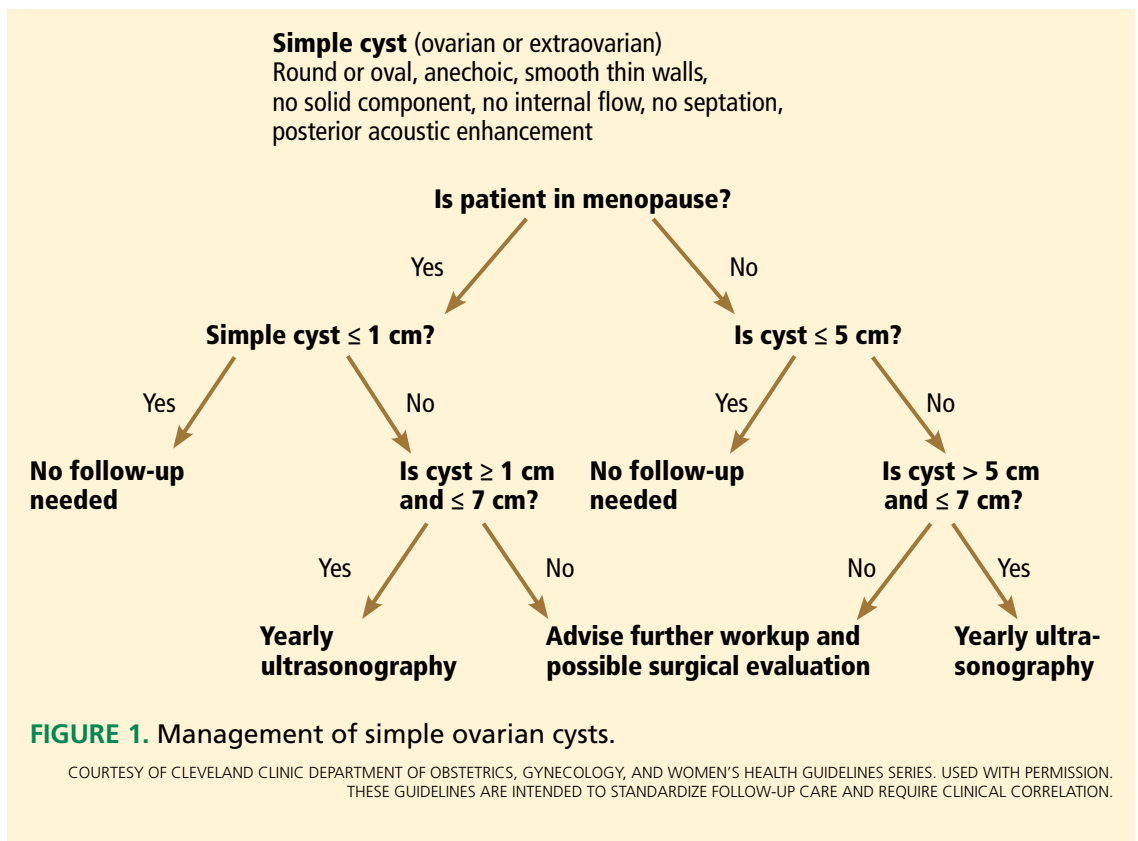 Simple cyst (ovarian or extraovarian)
Round or oval, anechoic, smooth thin walls,
no solid component, no internal flow, no septation,
posterior acoustic enhancement
Is patient in menopause?
Yes
No
Simple cyst ≤ 1 cm?
Is cyst ≤ 5 cm?
Yes
No
Yes
No
No follow-up
needed
Is cyst ≥ 1 cm
and ≤ 7 cm?
No follow-up
needed
Is cyst > 5 cm
and ≤ 7 cm?
Yes
No
No
Yes
Yearly
ultrasonography
Advise further workup and
possible surgical evaluation
Yearly ultra-
sonography
FIGURE 1. Management of simple ovarian cysts.
COURTESY OF CLEVELAND CLINIC DEPARTMENT OF OBSTETRICS, GYNECOLOGY, AND WOMEN'S HEALTH GUIDELINES SERIES. USED WITH PERMISSION.
THESE GUIDELINES ARE INTENDED TO STANDARDIZE FOLLOW-UP CARE AND REQUIRE CLINICAL CORRELATION.